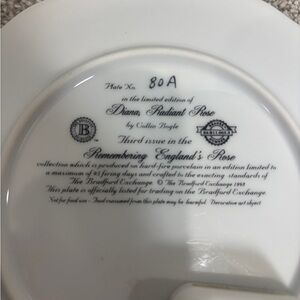 Plate No. 80A
in the limited edition of
Diana, Radiant Rose
by Collin Bogle
B
Third issue in the
Remembering England's Rose
collection which is produced on hard-fire porcelain in an edition limited to
a maximum of 95 firing days and crafted to the exacting standards of
The Bradford Exchange © The Bradford Exchange 1998
This plate is officially listed for trading on the Bradford Exchange
Not for food use - Food consumed from this plate may be harmful. Decorative art object